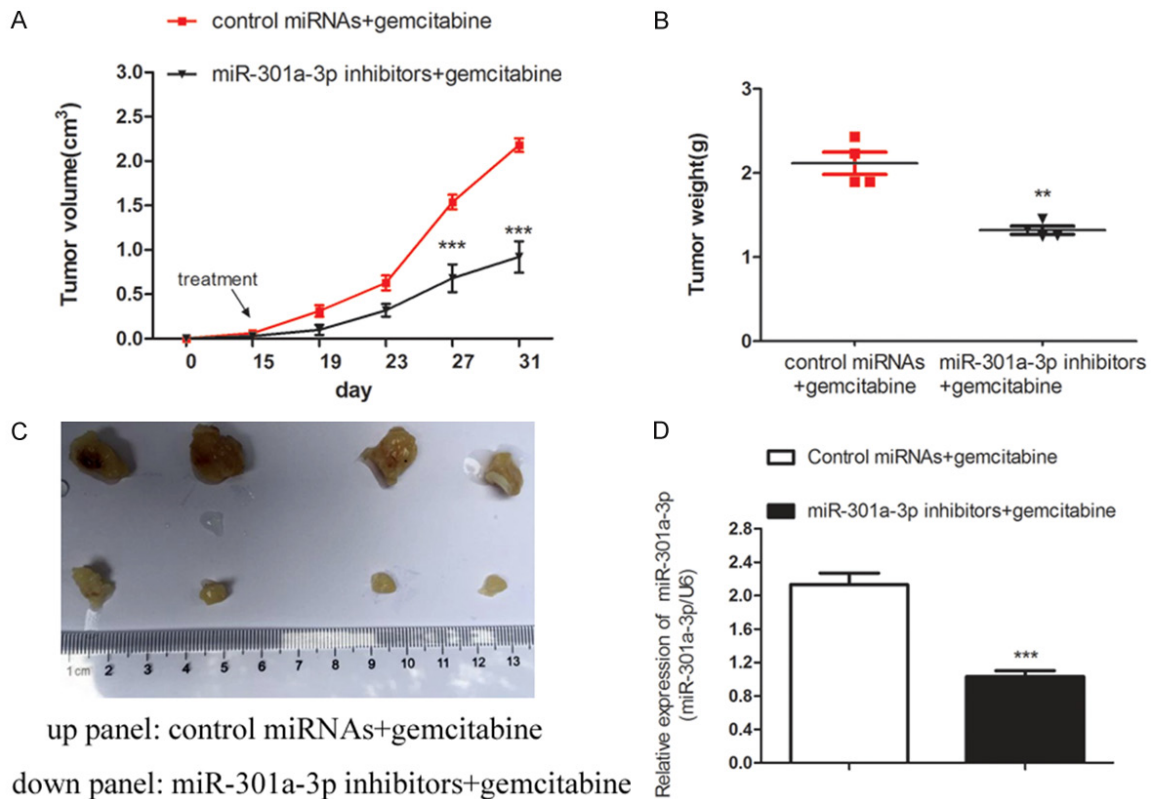 A
control miRNAs+gemcitabine
miR-301a-3p inhibitors+gemcitabine
Tumor volume(cm³)
3.0
2.5
2.0
1.5
1.0
0.5
0.0
treatment
***
***
0 15 19 23 27 31
day
B
Tumor weight(g)
3
2
1
0
**
control miRNAs
+gemcitabine
miR-301a-3p inhibitors
+gemcitabine
C
1cm 2 3 4 5 6 7 8 9 10 11 12 13
up panel: control miRNAs+gemcitabine
down panel: miR-301a-3p inhibitors+gemcitabine
D
Control miRNAs+gemcitabine
miR-301a-3p inhibitors+gemcitabine
Relative expression of miR-301a-3p
(miR-301a-3p/U6)
2.8
2.4
2.0
1.6
1.2
0.8
0.4
0.0
***